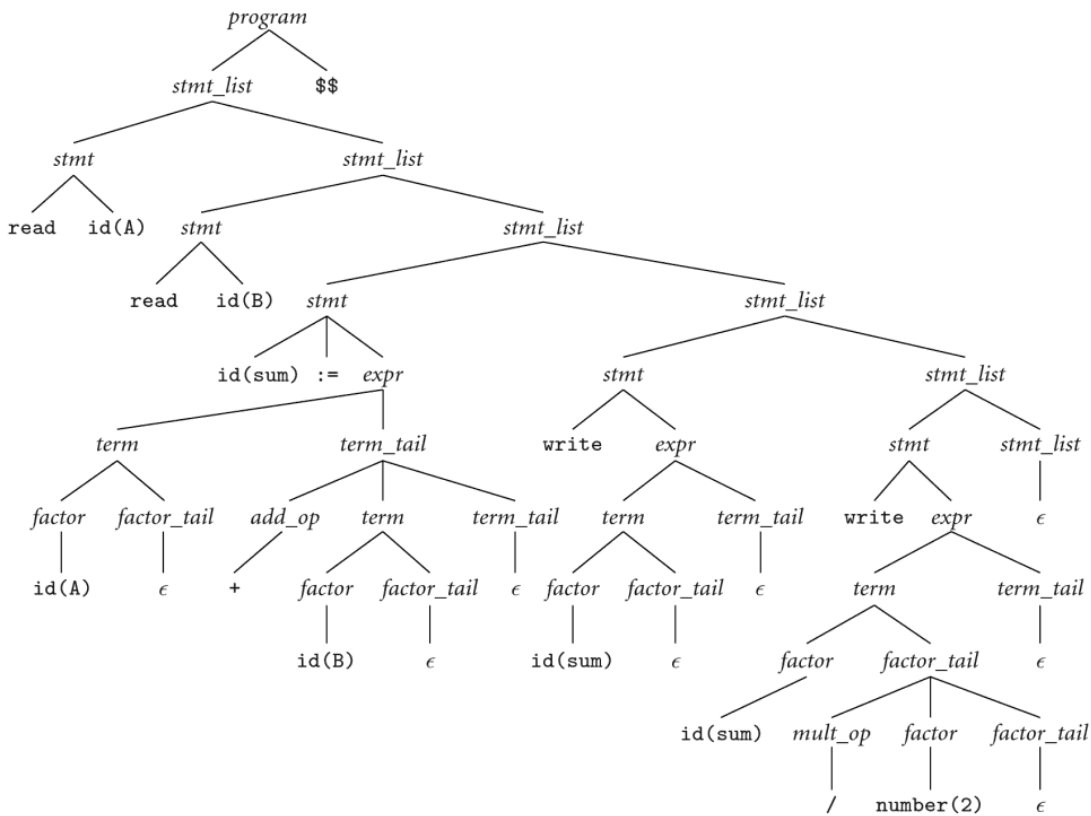 program
stmt_list $$
stmt stmt_list
read id(A) stmt stmt_list
read id(B) stmt stmt_list
id(sum) := expr stmt stmt_list
term term_tail write expr stmt stmt_list
factor factor_tail add_op term term_tail term term_tail write expr ϵ
id(A) ϵ + factor factor_tail ϵ factor factor_tail ϵ term term_tail
id(B) ϵ id(sum) ϵ factor factor_tail ϵ
id(sum) mult_op factor factor_tail
/ number(2) ϵ